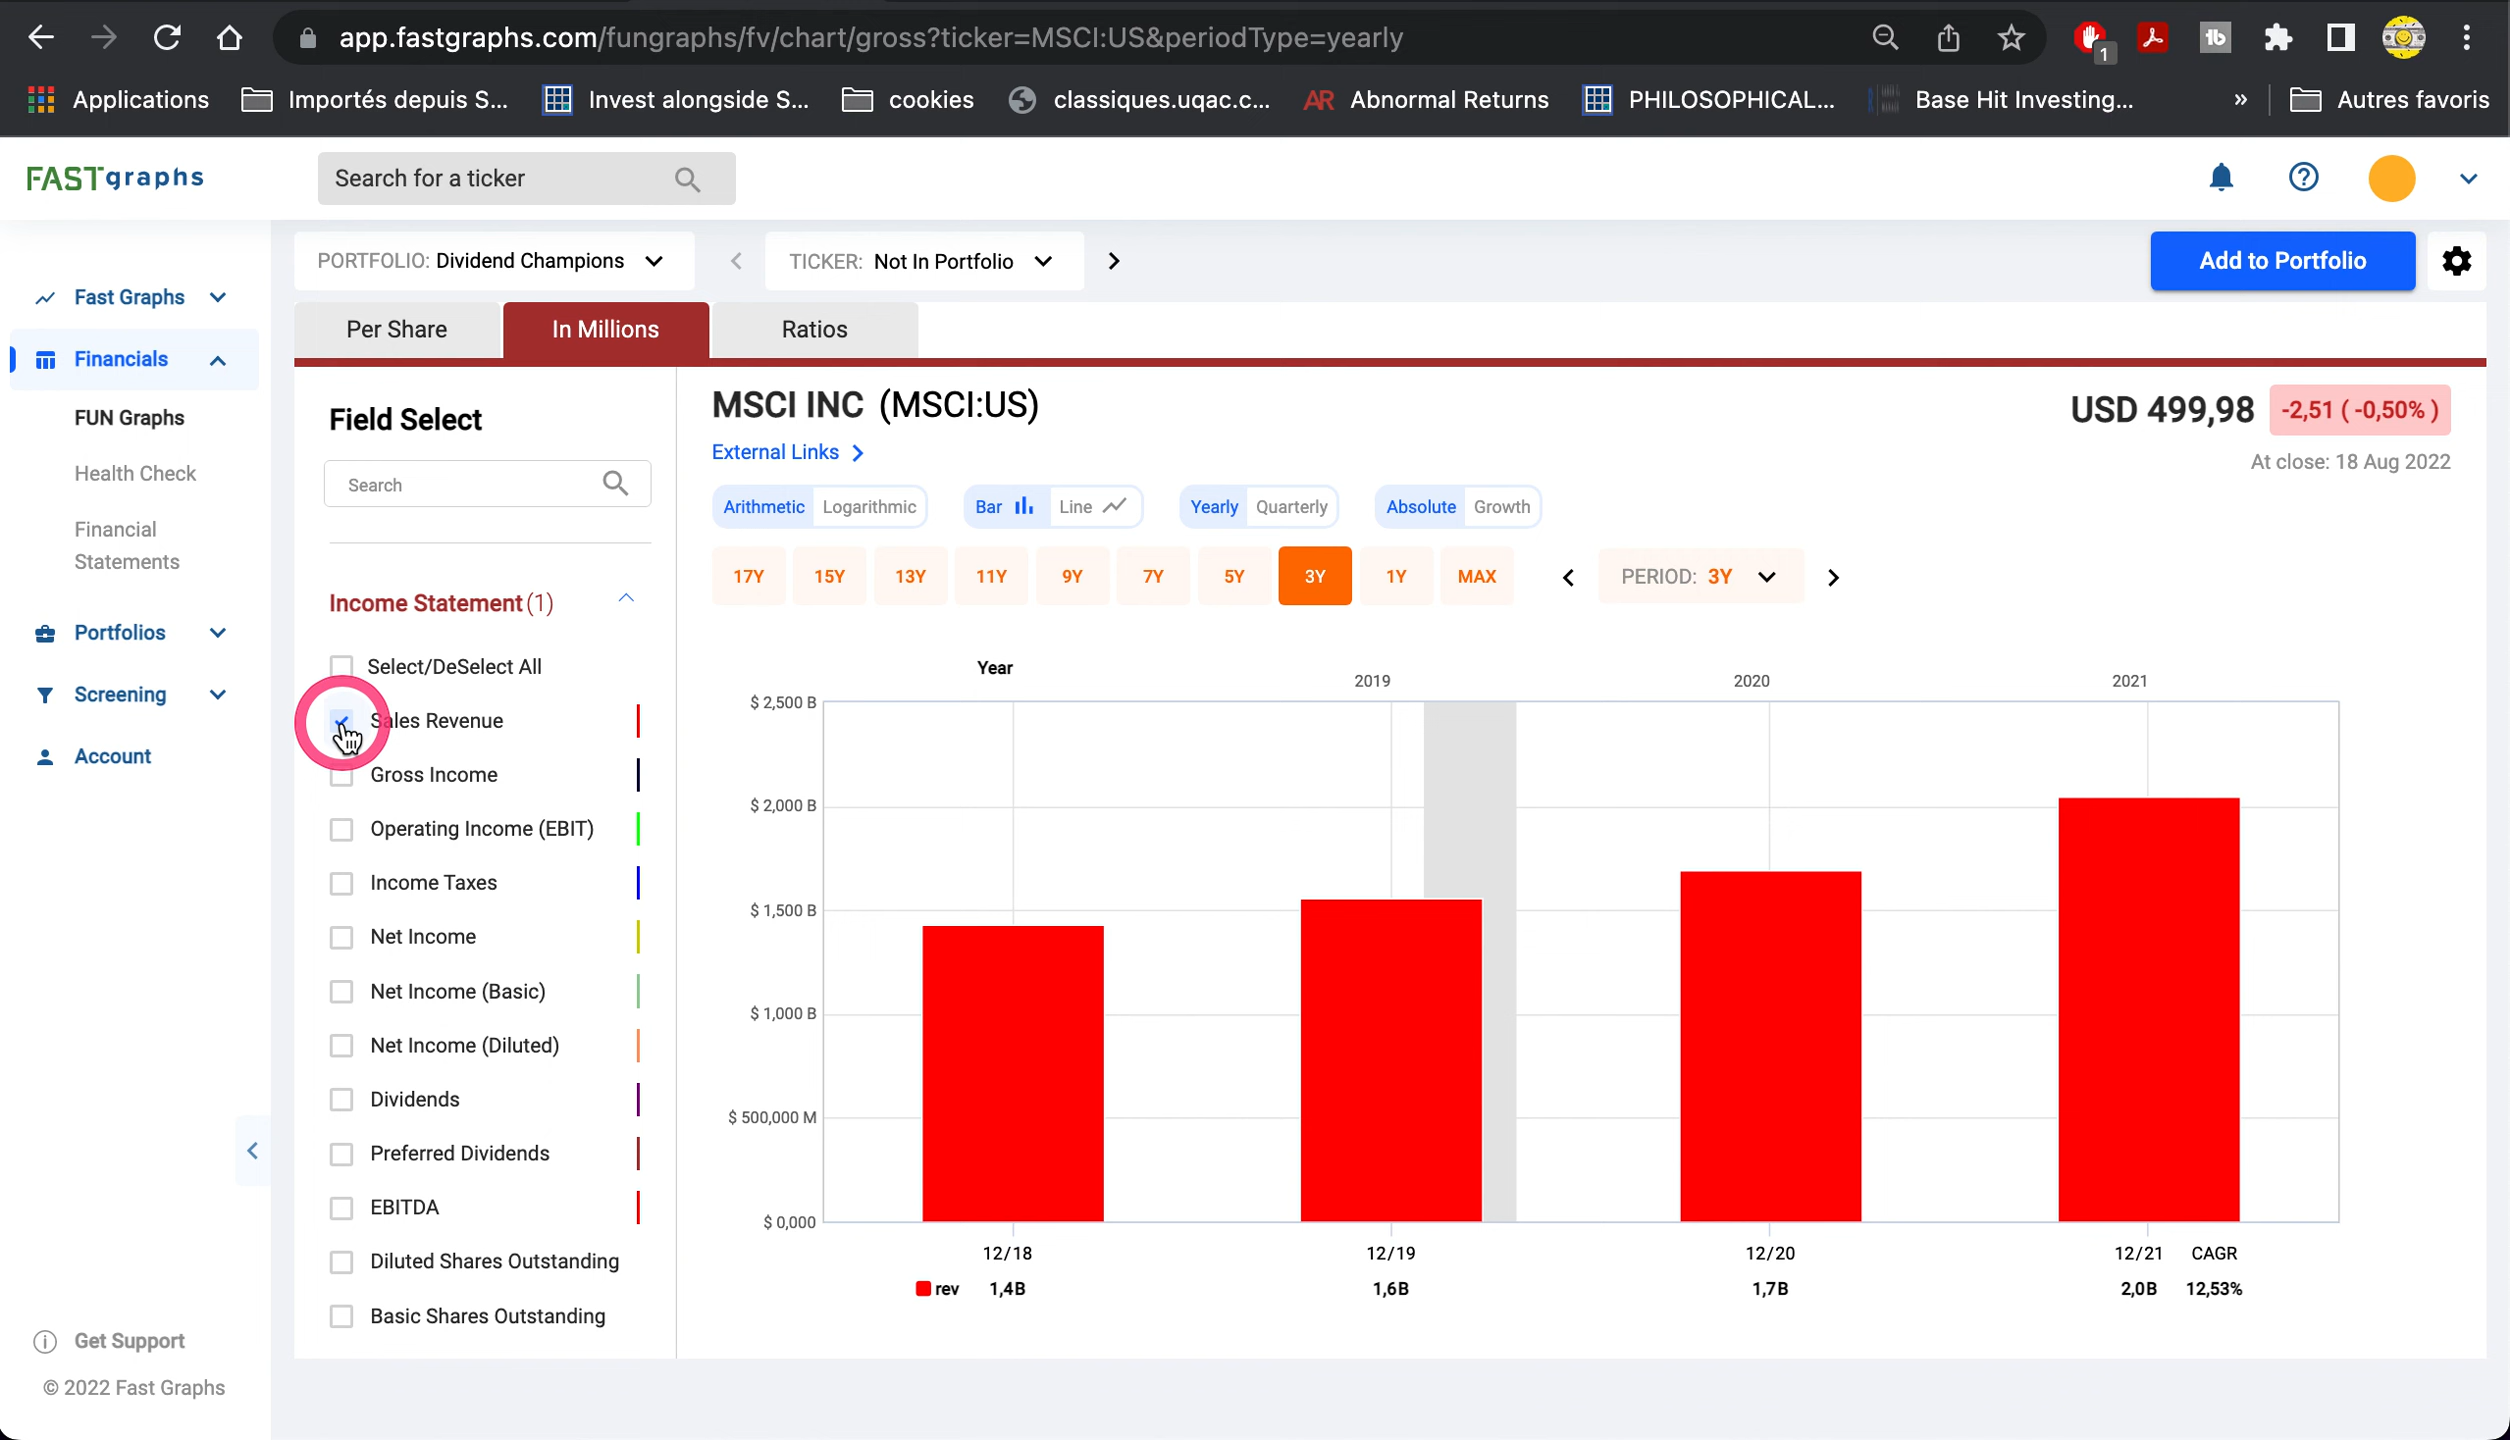 app.fastgraphs.com/fungraphs/fv/chart/gross?ticker=MSCI:US&periodType=yearly
1
Applications
Importés depuis S...
Invest alongside S...
cookies
classiques.uqac.c...
AR Abnormal Returns
PHILOSOPHICAL...
Base Hit Investing...
»
Autres favoris
FASTgraphs
Search for a ticker
PORTFOLIO: Dividend Champions
TICKER: Not In Portfolio
Add to Portfolio
Fast Graphs
Financials
FUN Graphs
Health Check
Financial
Statements
Portfolios
Screening
Account
Get Support
© 2022 Fast Graphs
Per Share
In Millions
Ratios
Field Select
Search
Income Statement (1)
Select/DeSelect All
Sales Revenue
Gross Income
Operating Income (EBIT)
Income Taxes
Net Income
Net Income (Basic)
Net Income (Diluted)
Dividends
Preferred Dividends
EBITDA
Diluted Shares Outstanding
Basic Shares Outstanding
MSCI INC (MSCI:US)
USD 499,98
-2,51 ( -0,50% )
External Links
At close: 18 Aug 2022
Arithmetic Logarithmic
Bar Line
Yearly Quarterly
Absolute Growth
17Y 15Y 13Y 11Y 9Y 7Y 5Y 3Y 1Y MAX
PERIOD: 3Y
Year 2019 2020 2021
$ 2,500 B
$ 2,000 B
$ 1,500 B
$ 1,000 B
$ 500,000 M
$ 0,000
12/18 12/19 12/20 12/21 CAGR
rev 1,4B 1,6B 1,7B 2,0B 12,53%